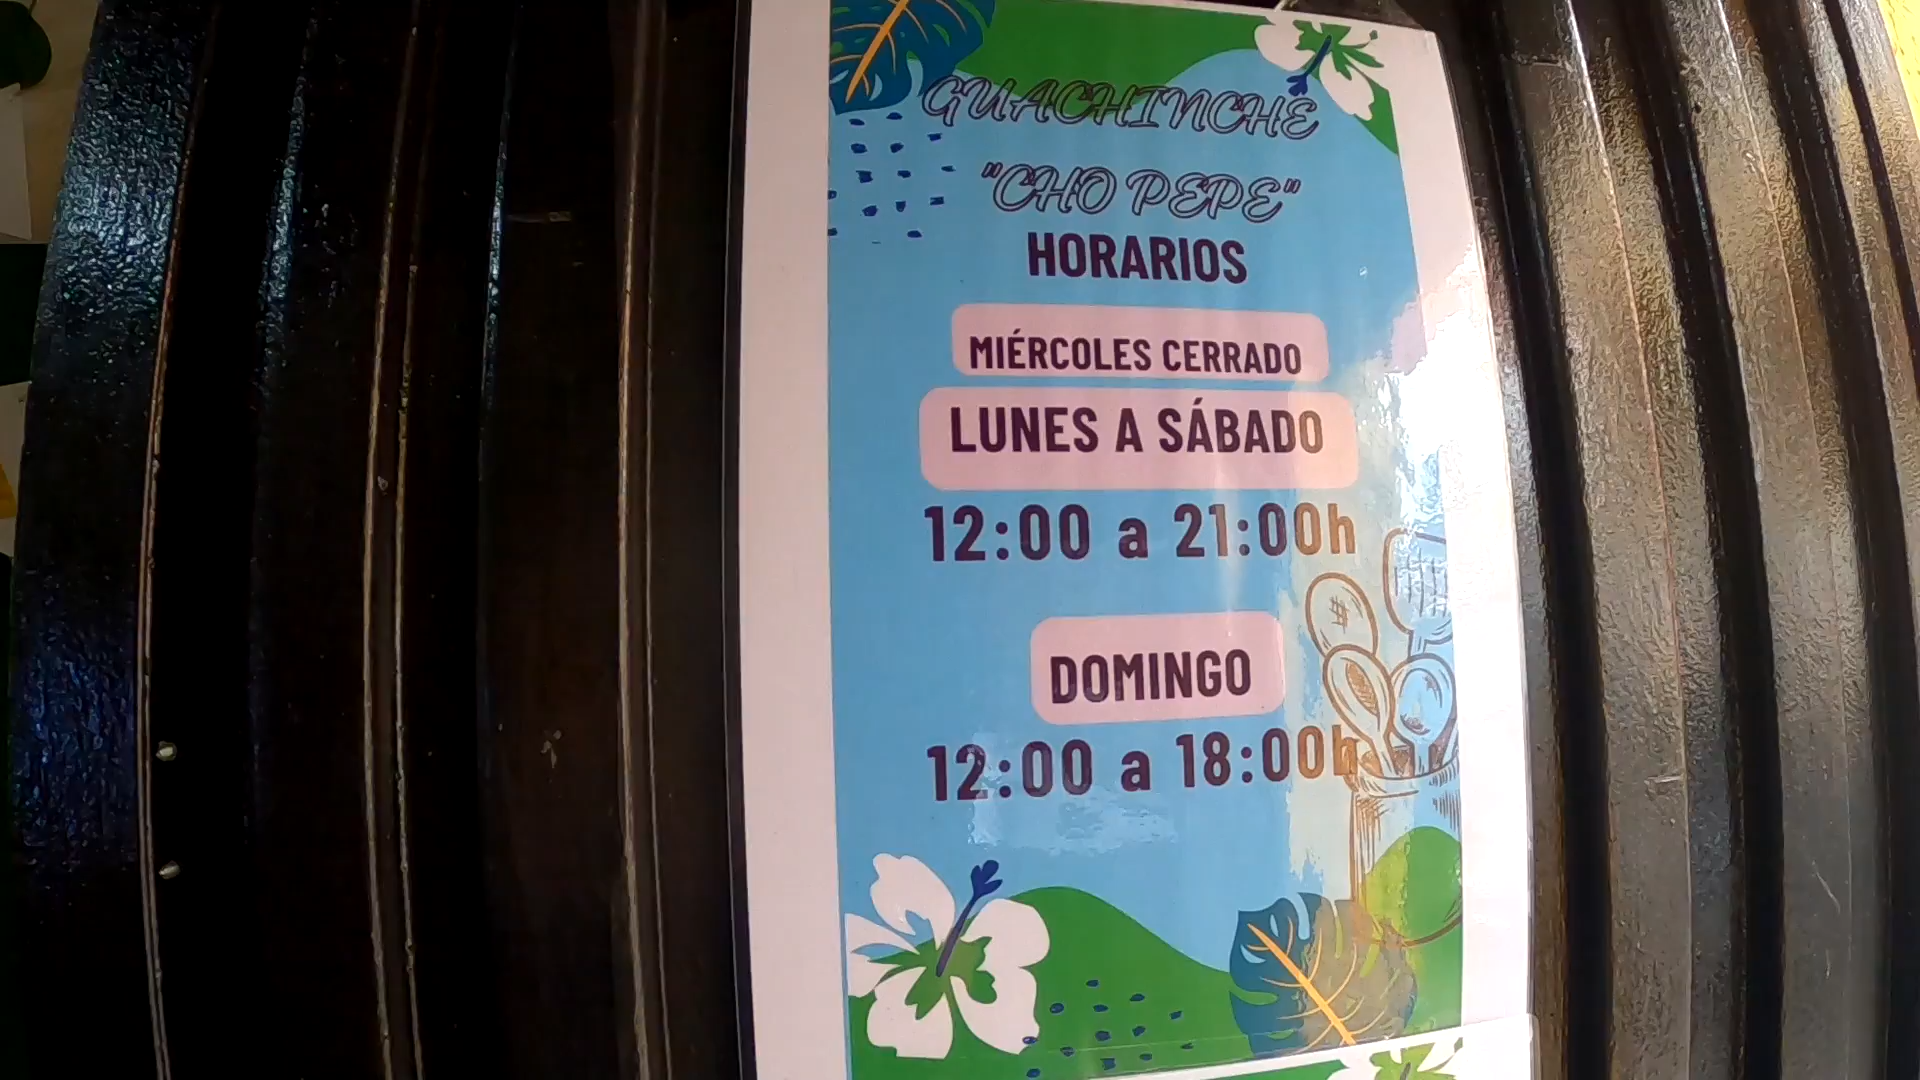 GUACHINCHE
"CHO PEPE"
HORARIOS
MIÉRCOLES CERRADO
LUNES A SÁBADO
12:00 a 21:00h
DOMINGO
12:00 a 18:00h